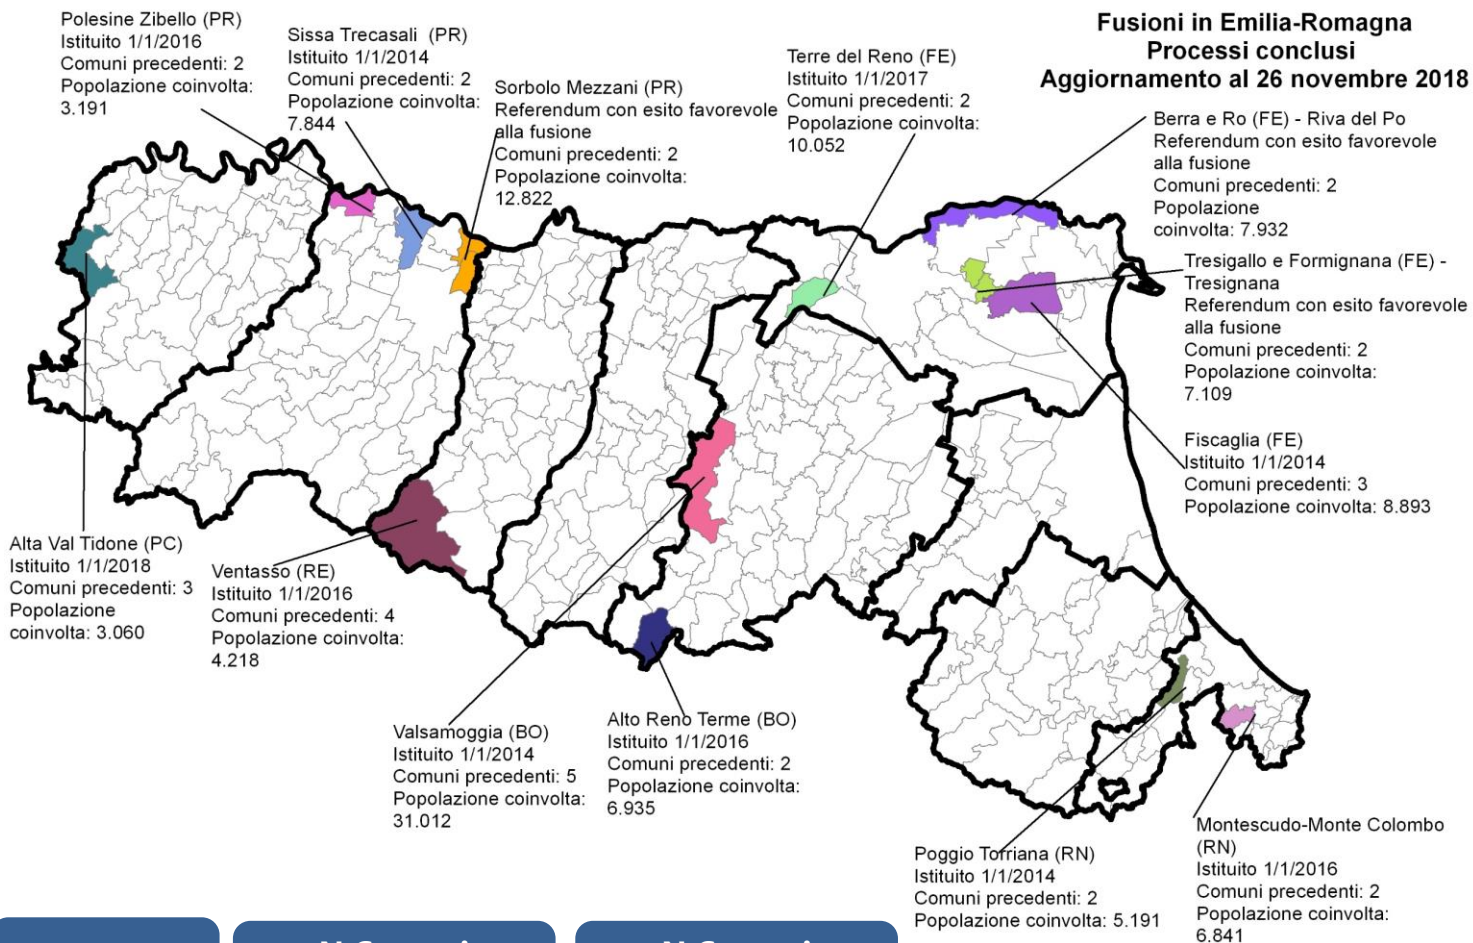 Fusioni in Emilia-Romagna
Processi conclusi
Aggiornamento al 26 novembre 2018
Polesine Zibello (PR)
Istituito 1/1/2016
Comuni precedenti: 2
Popolazione coinvolta:
3.191
Sissa Trecasali (PR)
Istituito 1/1/2014
Comuni precedenti: 2
Popolazione coinvolta:
7.844
Sorbolo Mezzani (PR)
Referendum con esito favorevole
alla fusione
Comuni precedenti: 2
Popolazione coinvolta:
12.822
Terre del Reno (FE)
Istituito 1/1/2017
Comuni precedenti: 2
Popolazione coinvolta:
10.052
Berra e Ro (FE) - Riva del Po
Referendum con esito favorevole
alla fusione
Comuni precedenti: 2
Popolazione
coinvolta: 7.932
Tresigallo e Formignana (FE) -
Tresignana
Referendum con esito favorevole
alla fusione
Comuni precedenti: 2
Popolazione coinvolta:
7.109
Fiscaglia (FE)
Istituito 1/1/2014
Comuni precedenti: 3
Popolazione coinvolta: 8.893
Alta Val Tidone (PC)
Istituito 1/1/2018
Comuni precedenti: 3
Popolazione
coinvolta: 3.060
Ventasso (RE)
Istituito 1/1/2016
Comuni precedenti: 4
Popolazione coinvolta:
4.218
Valsamoggia (BO)
Istituito 1/1/2014
Comuni precedenti: 5
Popolazione coinvolta:
31.012
Alto Reno Terme (BO)
Istituito 1/1/2016
Comuni precedenti: 2
Popolazione coinvolta:
6.935
Poggio Torriana (RN)
Istituito 1/1/2014
Comuni precedenti: 2
Popolazione coinvolta: 5.191
Montescudo-Monte Colombo
(RN)
Istituito 1/1/2016
Comuni precedenti: 2
Popolazione coinvolta:
6.841